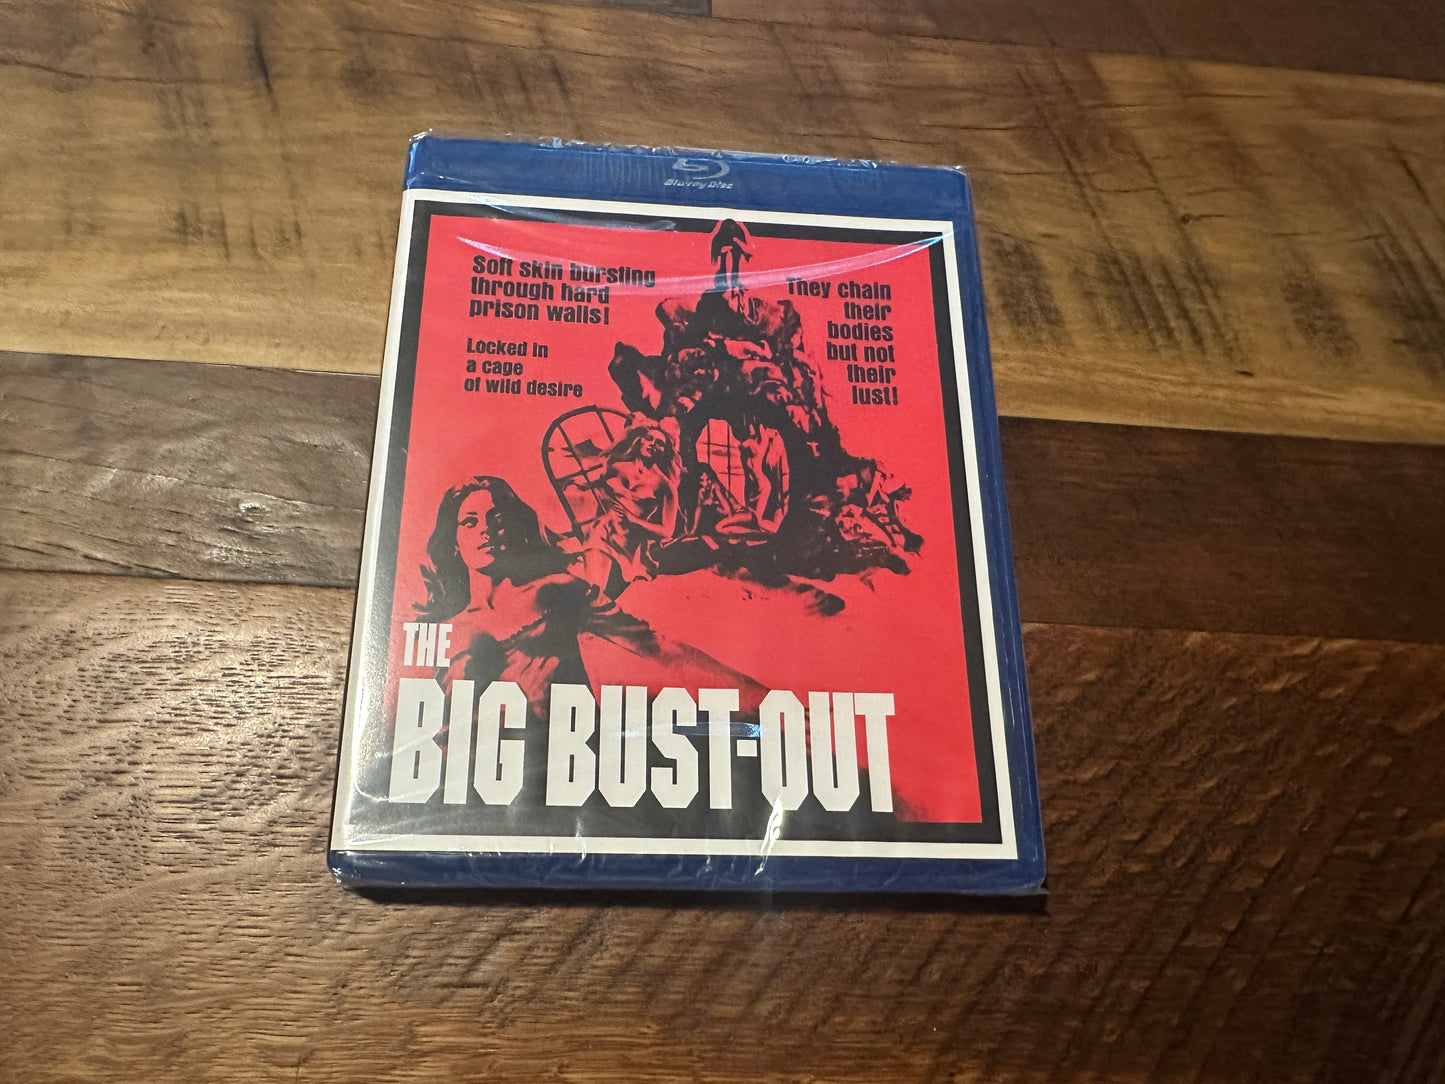 Blu-ray Disc
Soft skin bursting
through hard
prison walls!
Locked in
a cage
of wild desire
They chain
their
bodies
but not
their
lust!
THE
BIG BUST-OUT